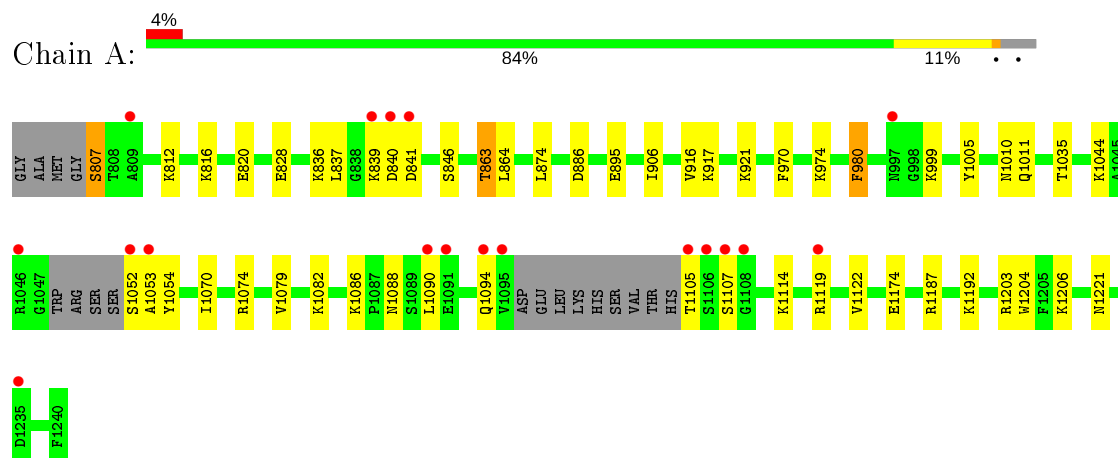 4%
Chain A:
84%
11%
• •
GLY ALA MET GLY S807 T808 A809 K812 K816 E820 E828 K836 L837 G838 K839 D840 D841 S846 T863 L864 L874 D886 E895 I906 V916 K917 K921 F970 K974 F980 N997 G998 K999 Y1005 N1010 Q1011 T1035 K1044 A1045
R1046 G1047 TRP ARG SER SER S1052 A1053 Y1054 I1070 R1074 V1079 K1082 K1086 P1087 N1088 S1089 L1090 E1091 Q1094 V1095 ASP GLU LEU LYS HIS SER VAL THR HIS T1105 S1106 S1107 G1108 K1114 R1119 V1122 E1174 R1187 K1192 R1203 W1204 F1205 K1206 N1221
D1235 F1240